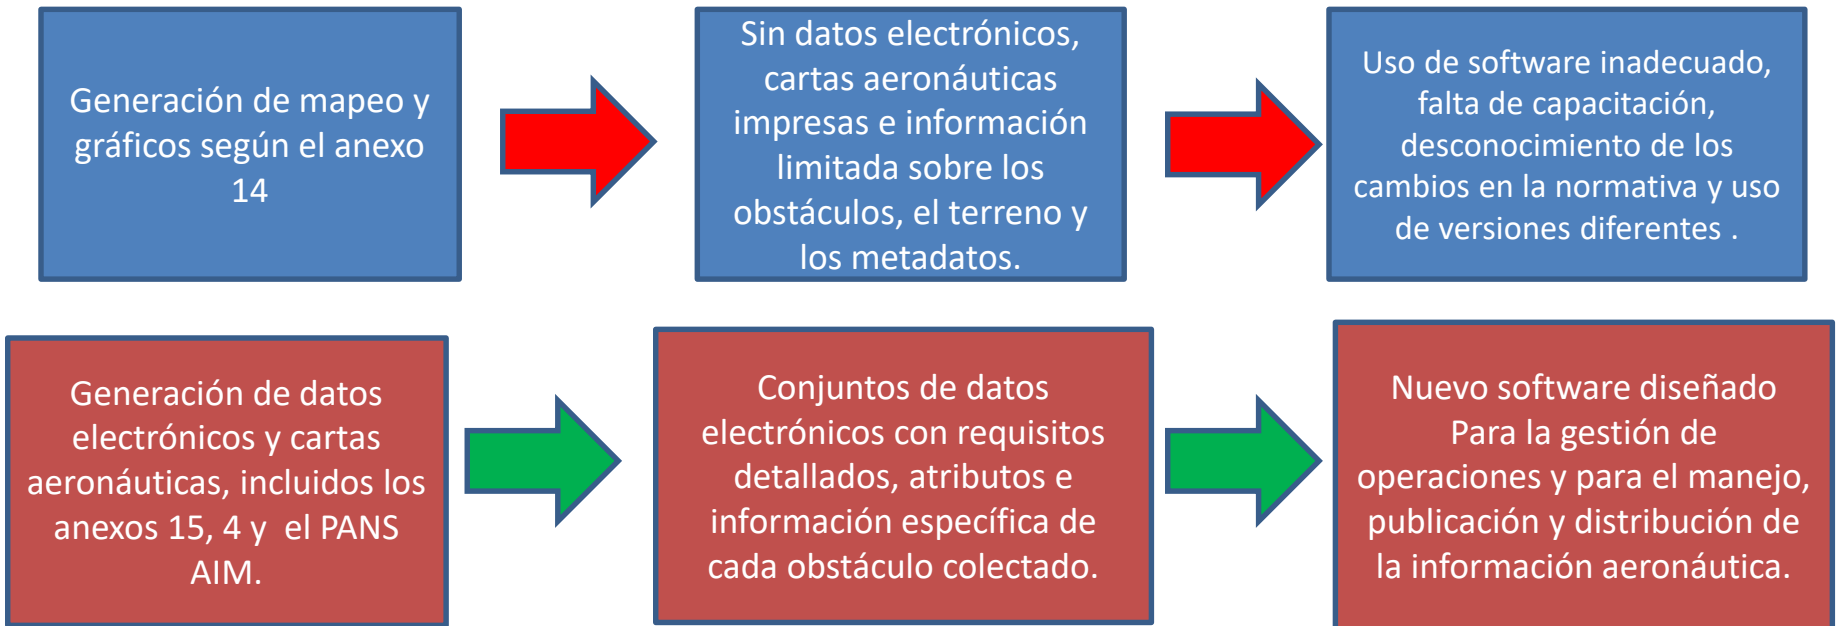 Generación de mapeo y
gráficos según el anexo
14
Sin datos electrónicos,
cartas aeronáuticas
impresas e información
limitada sobre los
obstáculos, el terreno y
los metadatos.
Uso de software inadecuado,
falta de capacitación,
desconocimiento de los
cambios en la normativa y uso
de versiones diferentes .
Generación de datos
electrónicos y cartas
aeronáuticas, incluidos los
anexos 15, 4 y el PANS
AIM.
Conjuntos de datos
electrónicos con requisitos
detallados, atributos e
información específica de
cada obstáculo colectado.
Nuevo software diseñado
Para la gestión de
operaciones y para el manejo,
publicación y distribución de
la información aeronáutica.